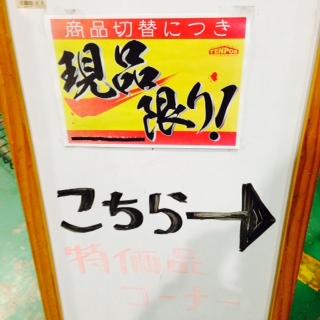 商品切替につき
TENPOS
現品
限り!
こちら→
特価品
コーナー